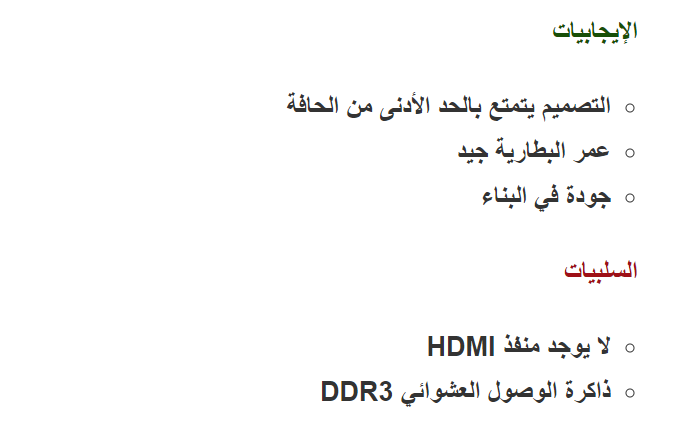 الإيجابيات
التصميم يتمتع بالحد الأدنى من الحافة
عمر البطارية جيد
جودة في البناء
السلبيات
لا يوجد منفذ HDMI
ذاكرة الوصول العشوائي DDR3